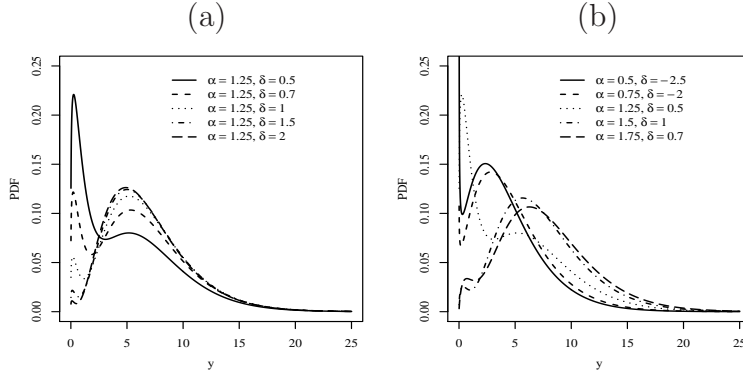 (a)
α = 1.25, δ = 0.5
α = 1.25, δ = 0.7
α = 1.25, δ = 1
α = 1.25, δ = 1.5
α = 1.25, δ = 2
PDF
0.25
0.20
0.15
0.10
0.05
0.00
0 5 10 15 20 25
y
(b)
α = 0.5, δ = −2.5
α = 0.75, δ = −2
α = 1.25, δ = 0.5
α = 1.5, δ = 1
α = 1.75, δ = 0.7
PDF
0.25
0.20
0.15
0.10
0.05
0.00
0 5 10 15 20 25
y